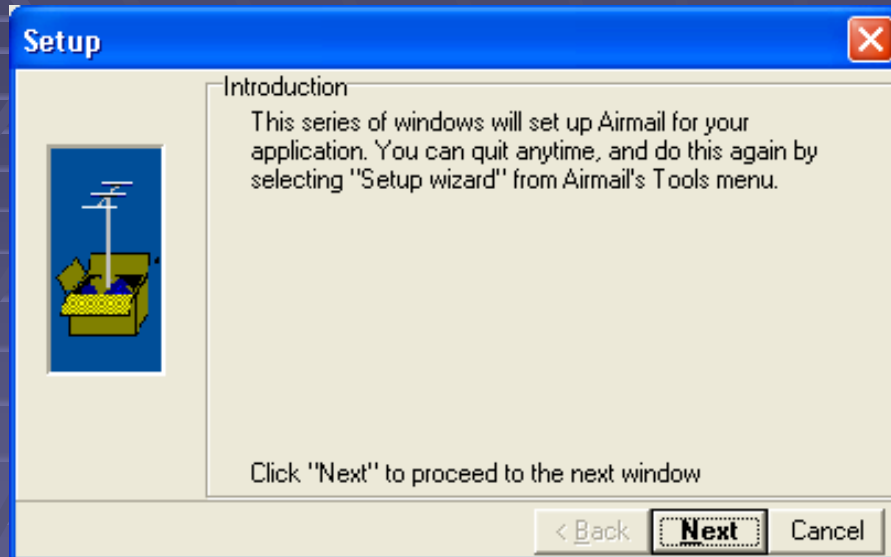 Setup
Introduction
This series of windows will set up Airmail for your
application. You can quit anytime, and do this again by
selecting "Setup wizard" from Airmail's Tools menu.
Click "Next" to proceed to the next window
< Back
Next
Cancel